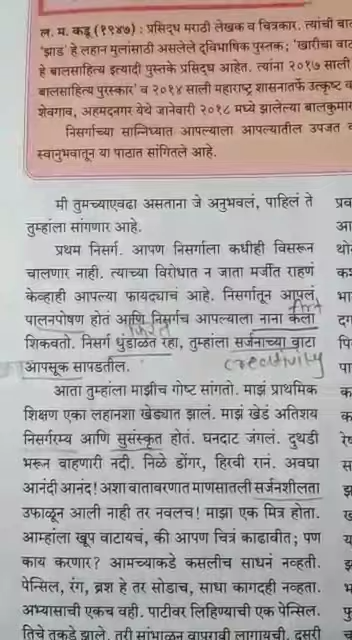 ल. म. कडू (१९४७) : प्रसिद्ध मराठी लेखक व चित्रकार. त्यांची
'झाड' हे लहान मुलांसाठी असलेले द्विभाषिक पुस्तक; 'खारीचा
हे बालसाहित्य इत्यादी पुस्तके प्रसिद्ध आहेत. त्यांना २०१७ साली
बालसाहित्य पुरस्कार' व २०१४ साली महाराष्ट्र शासनातर्फे उत्कृष्ट
शेवगाव, अहमदनगर येथे जानेवारी २०१८ मध्ये झालेल्या
निसर्गाच्या सान्निध्यात आपल्याला आपल्यातील उपजत
स्वानुभवातून या पाठात सांगितले आहे.
मी तुमच्याएवढा असताना जे अनुभवलं, पाहिलं ते
तुम्हांला सांगणार आहे.
प्रथम निसर्ग. आपण निसर्गाला कधीही विसरून
चालणार नाही. त्याच्या विरोधात न जाता मर्जीत राहणं
केव्हाही आपल्या फायद्याचं आहे. निसर्गातून आपलं
पालनपोषण होतं आणि निसर्गच आपल्याला नाना कला
शिकवतो. निसर्ग धुंडाळत रहा, तुम्हांला सर्जनाच्या वाटा
creativity
आपसूक सापडतील.
आता तुम्हांला माझीच गोष्ट सांगतो. माझं प्राथमिक
शिक्षण एका लहानशा खेड्यात झालं. माझं खेडं अतिशय
निसर्गरम्य आणि सुसंस्कृत होतं. घनदाट जंगलं. दुथडी
भरून वाहणारी नदी. निळे डोंगर, हिरवी रानं. अवघा
आनंदी आनंद! अशा वातावरणात माणसातली सर्जनशीलता
उफाळून आली नाही तर नवलच! माझा एक मित्र होता.
आम्हांला खूप वाटायचं, की आपण चित्रं काढावीत; पण
काय करणार? आमच्याकडे कसलीच साधनं नव्हती.
पेन्सिल, रंग, ब्रश हे तर सोडाच, साधा कागदही नव्हता.
अभ्यासाची एकच वही. पाटीवर लिहिण्याची एक पेन्सिल.
तिचे तुकडे झाले, तरी सांभाळून वापरावी लागायची.